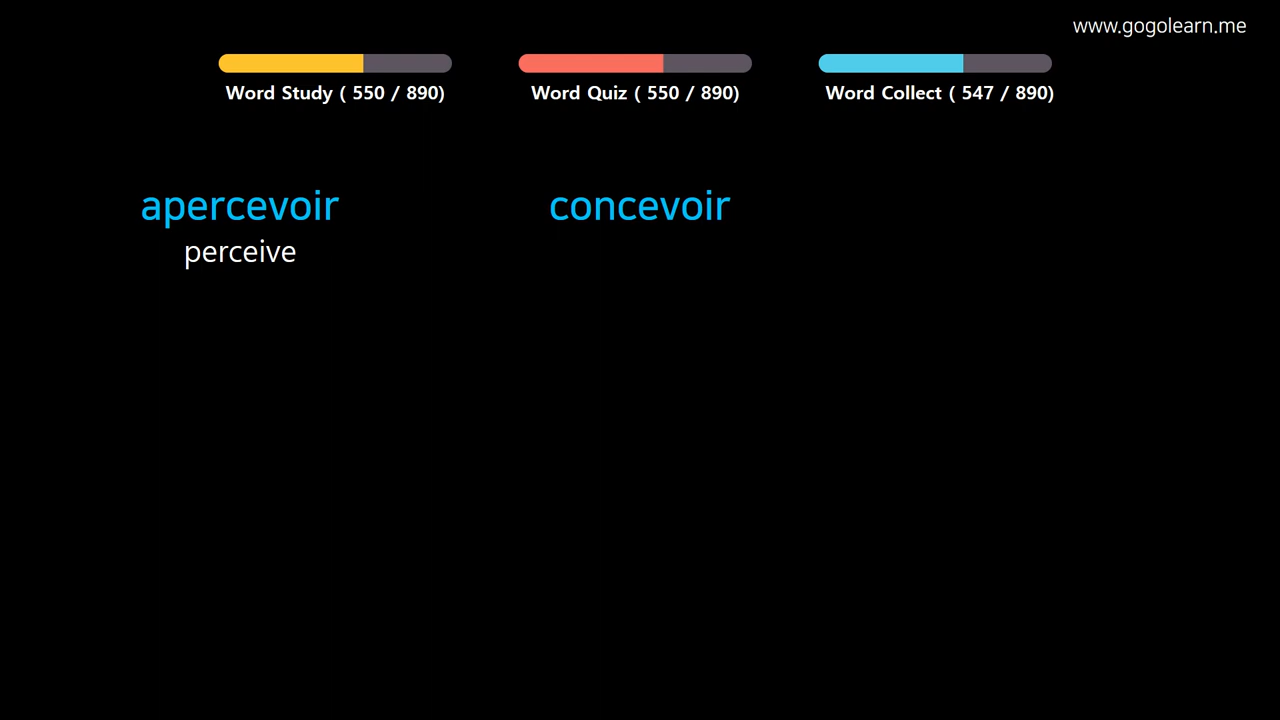 www.gogolearn.me
Word Study ( 550 / 890)
Word Quiz ( 550 / 890)
Word Collect ( 547 / 890)
apercevoir
perceive
concevoir